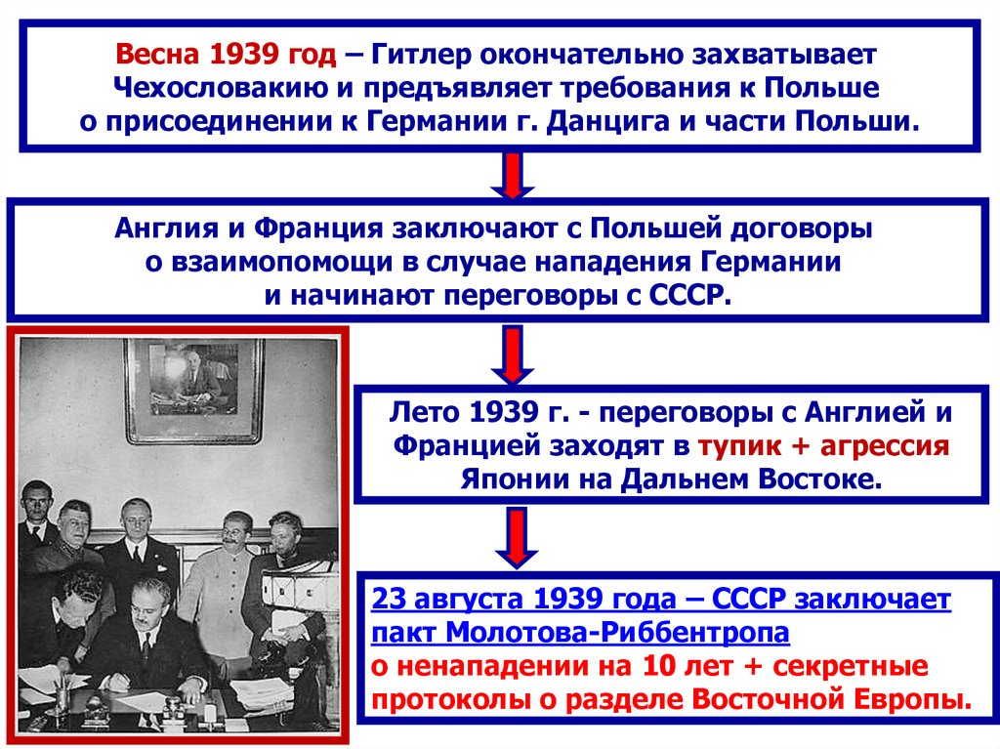 Весна 1939 год – Гитлер окончательно захватывает
Чехословакию и предъявляет требования к Польше
о присоединении к Германии г. Данцига и части Польши.
Англия и Франция заключают с Польшей договоры
о взаимопомощи в случае нападения Германии
и начинают переговоры с СССР.
Лето 1939 г. - переговоры с Англией и
Францией заходят в тупик + агрессия
Японии на Дальнем Востоке.
23 августа 1939 года – СССР заключает
пакт Молотова-Риббентропа
о ненападении на 10 лет + секретные
протоколы о разделе Восточной Европы.